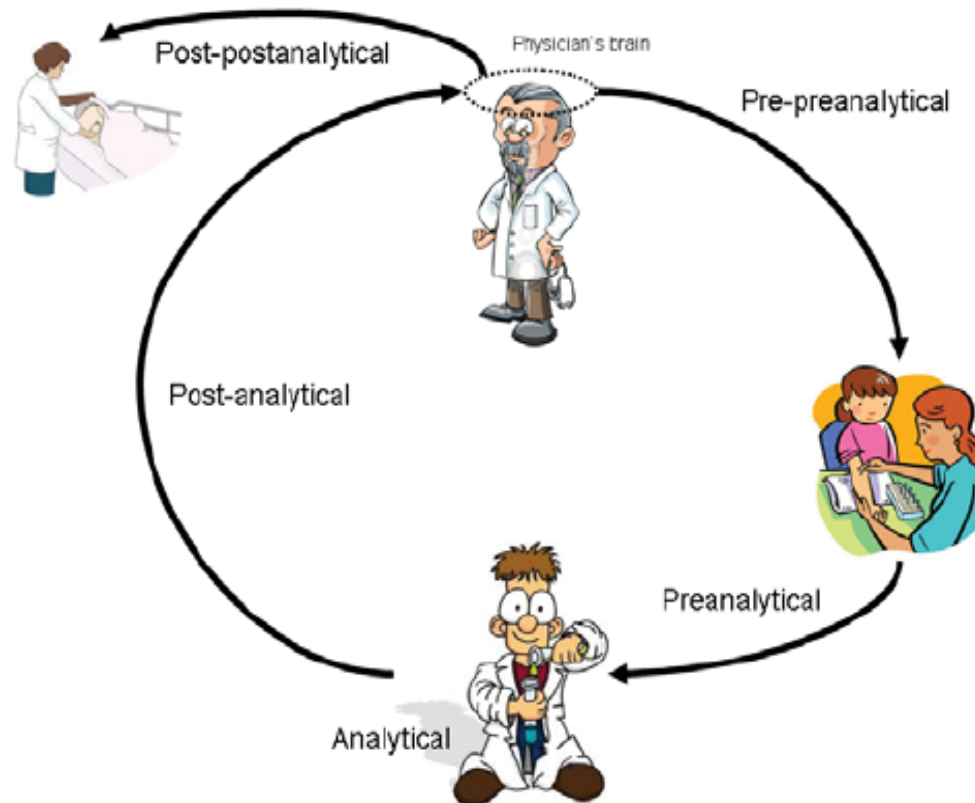 Post-postanalytical
Physician's brain
Pre-preanalytical
Post-analytical
Preanalytical
Analytical